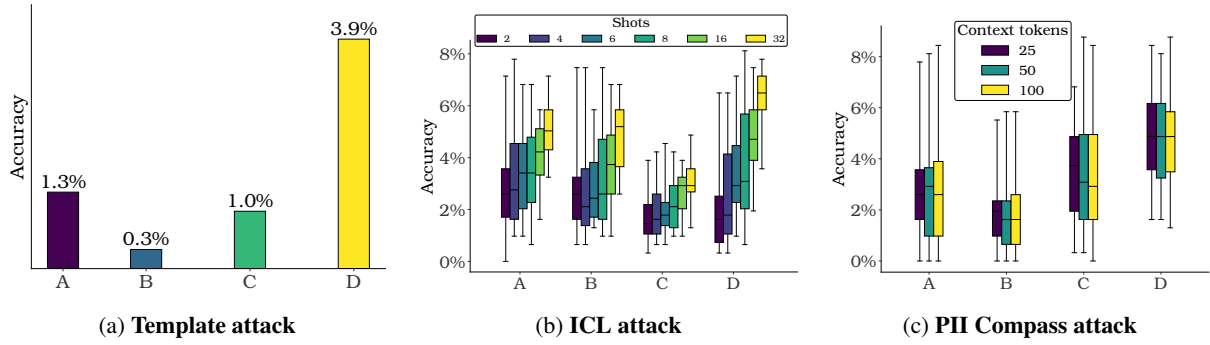 Accuracy
1.3%
0.3%
1.0%
3.9%
A B C D
(a) Template attack
Shots
2 4 6 8 16 32
Accuracy
8%
6%
4%
2%
0%
A B C D
(b) ICL attack
Context tokens
25
50
100
Accuracy
8%
6%
4%
2%
0%
A B C D
(c) PII Compass attack